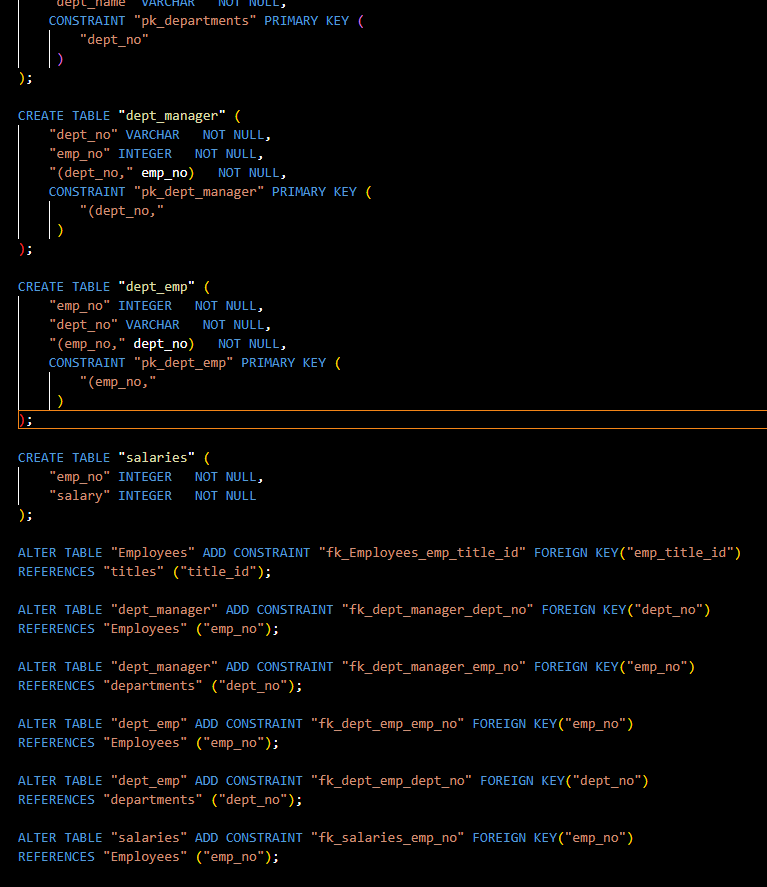 "dept_name" VARCHAR   NOT NULL,
    CONSTRAINT "pk_departments" PRIMARY KEY (
        "dept_no"
     )
);

CREATE TABLE "dept_manager" (
    "dept_no" VARCHAR   NOT NULL,
    "emp_no" INTEGER   NOT NULL,
    "(dept_no," emp_no)   NOT NULL,
    CONSTRAINT "pk_dept_manager" PRIMARY KEY (
        "(dept_no,"
     )
);

CREATE TABLE "dept_emp" (
    "emp_no" INTEGER   NOT NULL,
    "dept_no" VARCHAR   NOT NULL,
    "(emp_no," dept_no)   NOT NULL,
    CONSTRAINT "pk_dept_emp" PRIMARY KEY (
        "(emp_no,"
     )
);

CREATE TABLE "salaries" (
    "emp_no" INTEGER   NOT NULL,
    "salary" INTEGER   NOT NULL
);

ALTER TABLE "Employees" ADD CONSTRAINT "fk_Employees_emp_title_id" FOREIGN KEY("emp_title_id")
REFERENCES "titles" ("title_id");

ALTER TABLE "dept_manager" ADD CONSTRAINT "fk_dept_manager_dept_no" FOREIGN KEY("dept_no")
REFERENCES "Employees" ("emp_no");

ALTER TABLE "dept_manager" ADD CONSTRAINT "fk_dept_manager_emp_no" FOREIGN KEY("emp_no")
REFERENCES "departments" ("dept_no");

ALTER TABLE "dept_emp" ADD CONSTRAINT "fk_dept_emp_emp_no" FOREIGN KEY("emp_no")
REFERENCES "Employees" ("emp_no");

ALTER TABLE "dept_emp" ADD CONSTRAINT "fk_dept_emp_dept_no" FOREIGN KEY("dept_no")
REFERENCES "departments" ("dept_no");

ALTER TABLE "salaries" ADD CONSTRAINT "fk_salaries_emp_no" FOREIGN KEY("emp_no")
REFERENCES "Employees" ("emp_no");